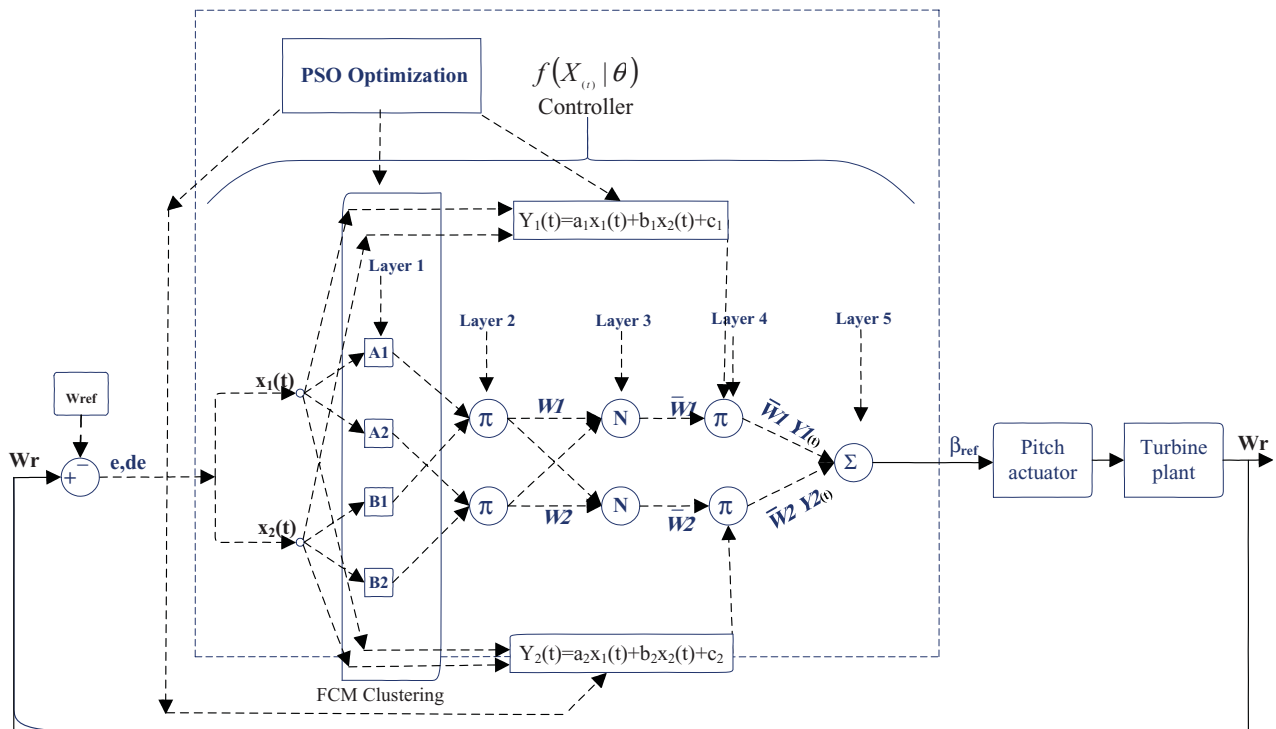 PSO Optimization
f(X(t) | θ)
Controller
Y1(t)=a1x1(t)+b1x2(t)+c1
Layer 1
Layer 2
Layer 3
Layer 4
Layer 5
A1
x1(t)
Wref
W1
W̅1
W̅1 Y1(t)
π
N
π
A2
Wr
+
−
e,de
Σ
βref
Pitch
actuator
Turbine
plant
Wr
B1
π
W2
N
W̅2
π
W̅2 Y2(t)
x2(t)
B2
Y2(t)=a2x1(t)+b2x2(t)+c2
FCM Clustering